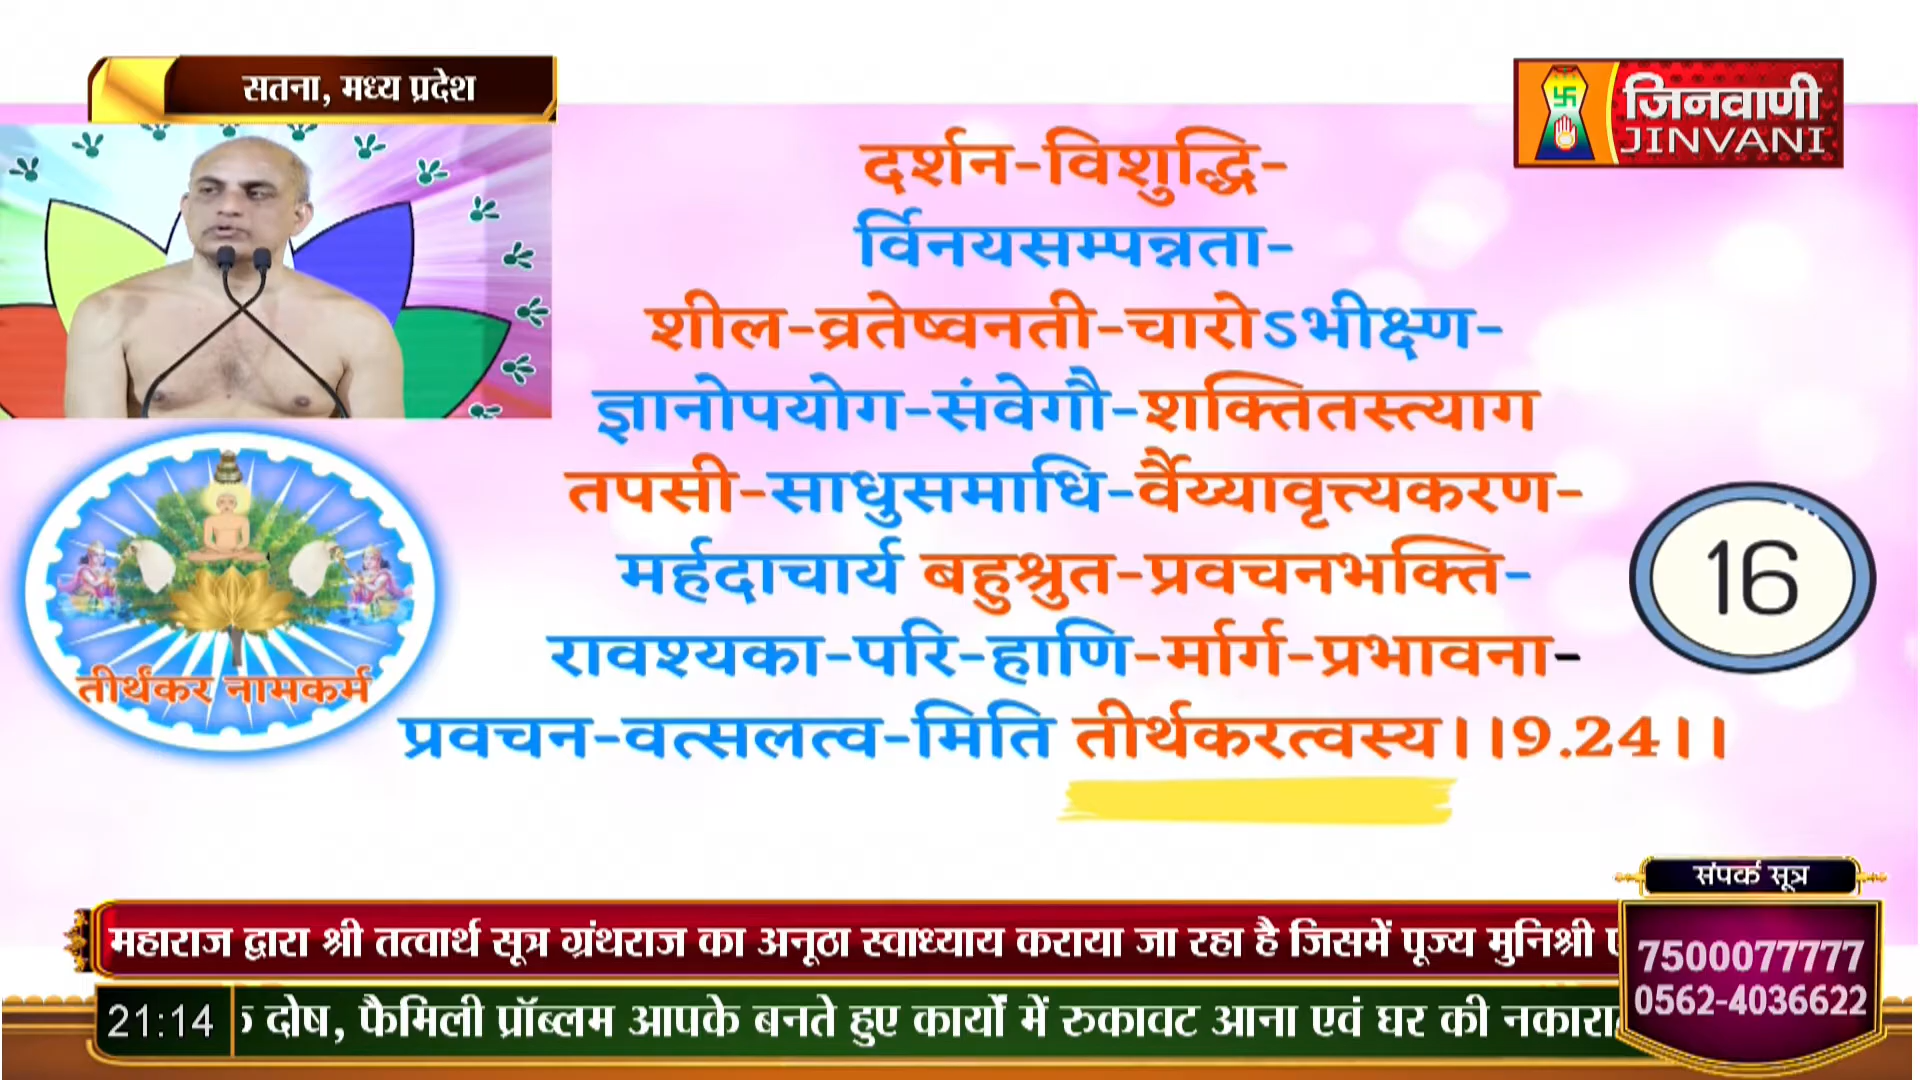 सतना, मध्य प्रदेश
जिनवाणी
JINVANI
दर्शन-विशुद्धि-
र्विनयसम्पन्नता-
शील-व्रतेष्वनती-चारोऽभीक्ष्ण-
ज्ञानोपयोग-संवेगौ-शक्तितस्त्याग
तपसी-साधुसमाधि-र्वैय्यावृत्त्यकरण-
मर्हदाचार्य बहुश्रुत-प्रवचनभक्ति-
रावश्यका-परि-हाणि-र्मार्ग-प्रभावना-
प्रवचन-वत्सलत्व-मिति तीर्थकरत्वस्य।।9.24।।
16
तीर्थंकर नामकर्म
संपर्क सूत्र
महाराज द्वारा श्री तत्वार्थ सूत्र ग्रंथराज का अनूठा स्वाध्याय कराया जा रहा है जिसमें पूज्य मुनिश्री
7500077777
0562-4036622
21:14
दोष, फैमिली प्रॉब्लम आपके बनते हुए कार्यों में रुकावट आना एवं घर की